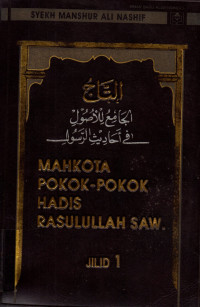 SYEKH MANSHUR ALI NASHIF
التاج
الجامع للأصول
في أحاديث الرسول
MAHKOTA
POKOK-POKOK
HADIS
RASULULLAH SAW.
JILID 1